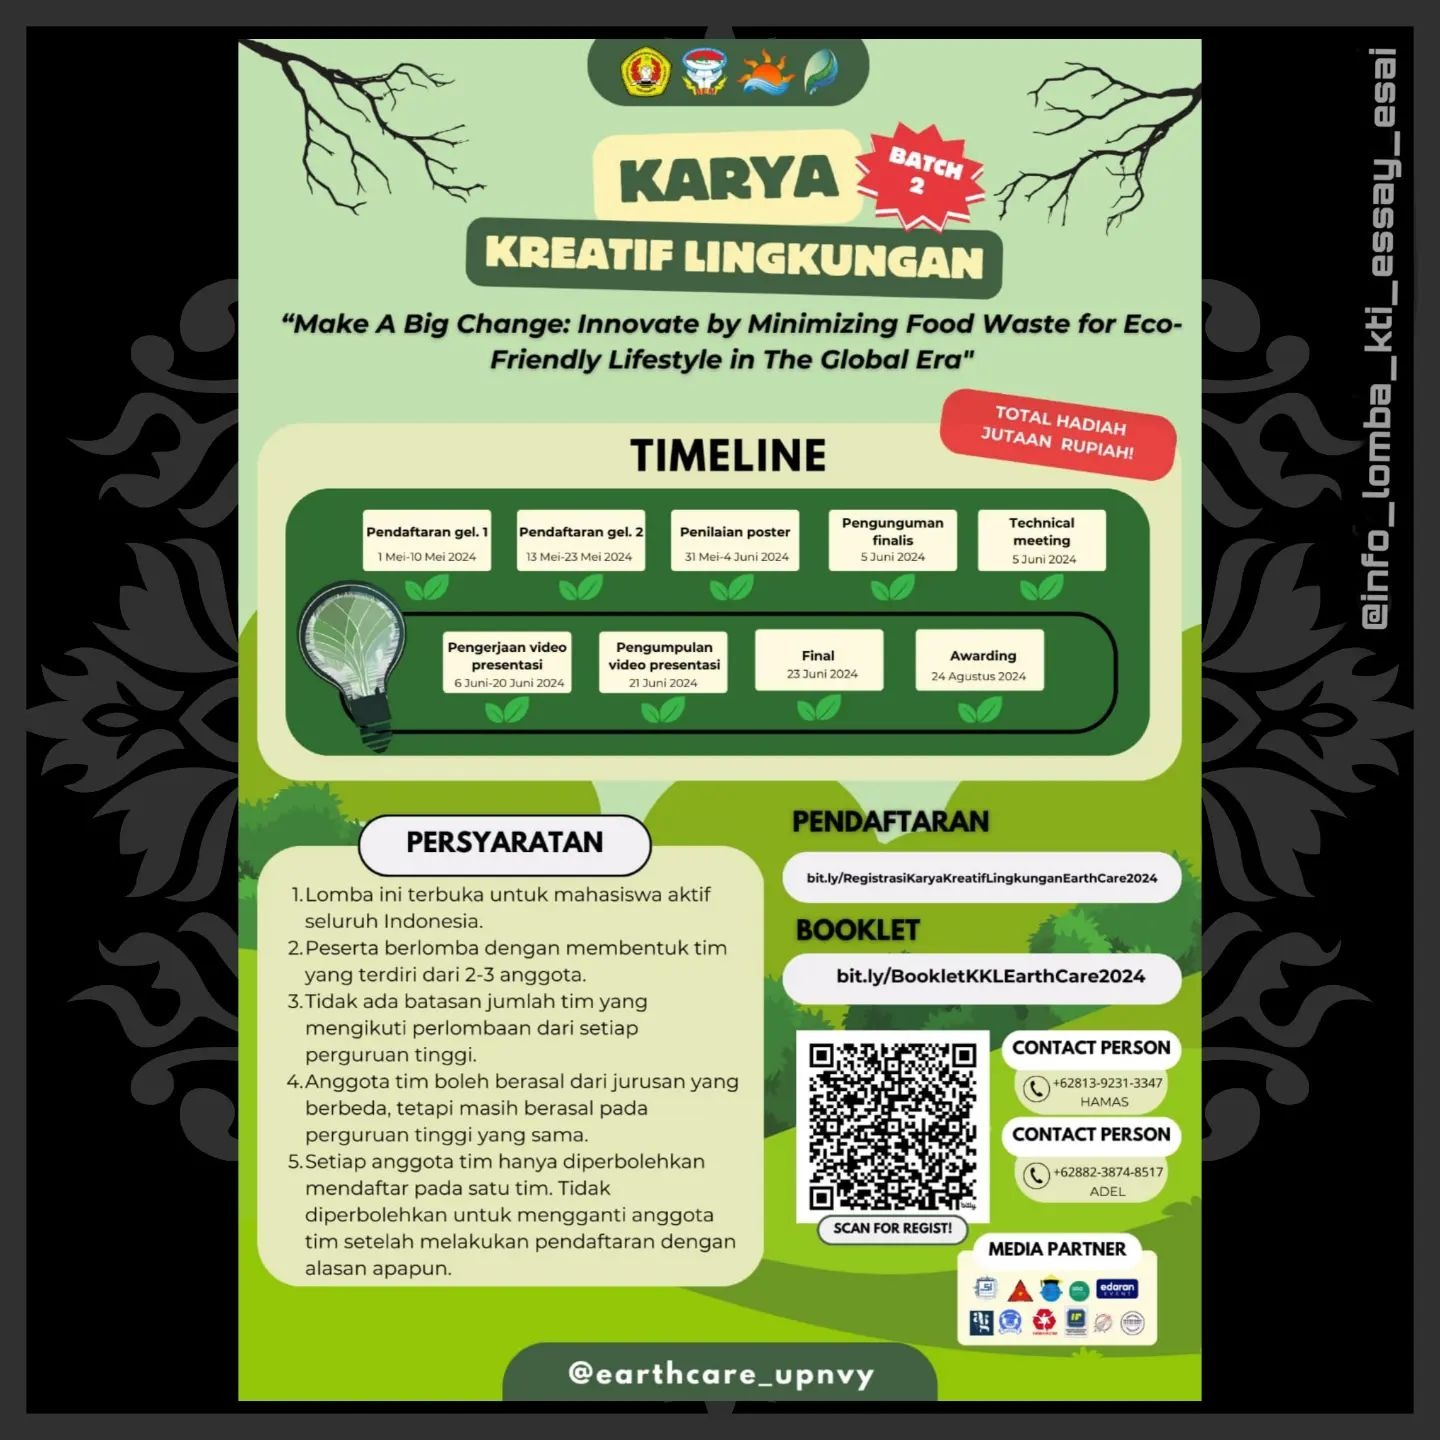 KARYA
BATCH
2
KREATIF LINGKUNGAN
“Make A Big Change: Innovate by Minimizing Food Waste for Eco-
Friendly Lifestyle in The Global Era"
TOTAL HADIAH
JUTAAN RUPIAH!
TIMELINE
Pendaftaran gel. 1
1 Mei-10 Mei 2024
Pendaftaran gel. 2
13 Mei-23 Mei 2024
Penilaian poster
31 Mei-4 Juni 2024
Pengunguman
finalis
5 Juni 2024
Technical
meeting
5 Juni 2024
Pengerjaan video
presentasi
6 Juni-20 Juni 2024
Pengumpulan
video presentasi
21 Juni 2024
Final
23 Juni 2024
Awarding
24 Agustus 2024
PERSYARATAN
1. Lomba ini terbuka untuk mahasiswa aktif
seluruh Indonesia.
2. Peserta berlomba dengan membentuk tim
yang terdiri dari 2-3 anggota.
3. Tidak ada batasan jumlah tim yang
mengikuti perlombaan dari setiap
perguruan tinggi.
4. Anggota tim boleh berasal dari jurusan yang
berbeda, tetapi masih berasal pada
perguruan tinggi yang sama.
5. Setiap anggota tim hanya diperbolehkan
mendaftar pada satu tim. Tidak
diperbolehkan untuk mengganti anggota
tim setelah melakukan pendaftaran dengan
alasan apapun.
PENDAFTARAN
bit.ly/RegistrasiKaryaKreatifLingkunganEarthCare2024
BOOKLET
bit.ly/BookletKKLEarthCare2024
bitly
SCAN FOR REGIST!
CONTACT PERSON
+62813-9231-3347
HAMAS
CONTACT PERSON
+62882-3874-8517
ADEL
MEDIA PARTNER
edaran
EVENT
@earthcare_upnvy
@info_lomba_kti_essay_esai